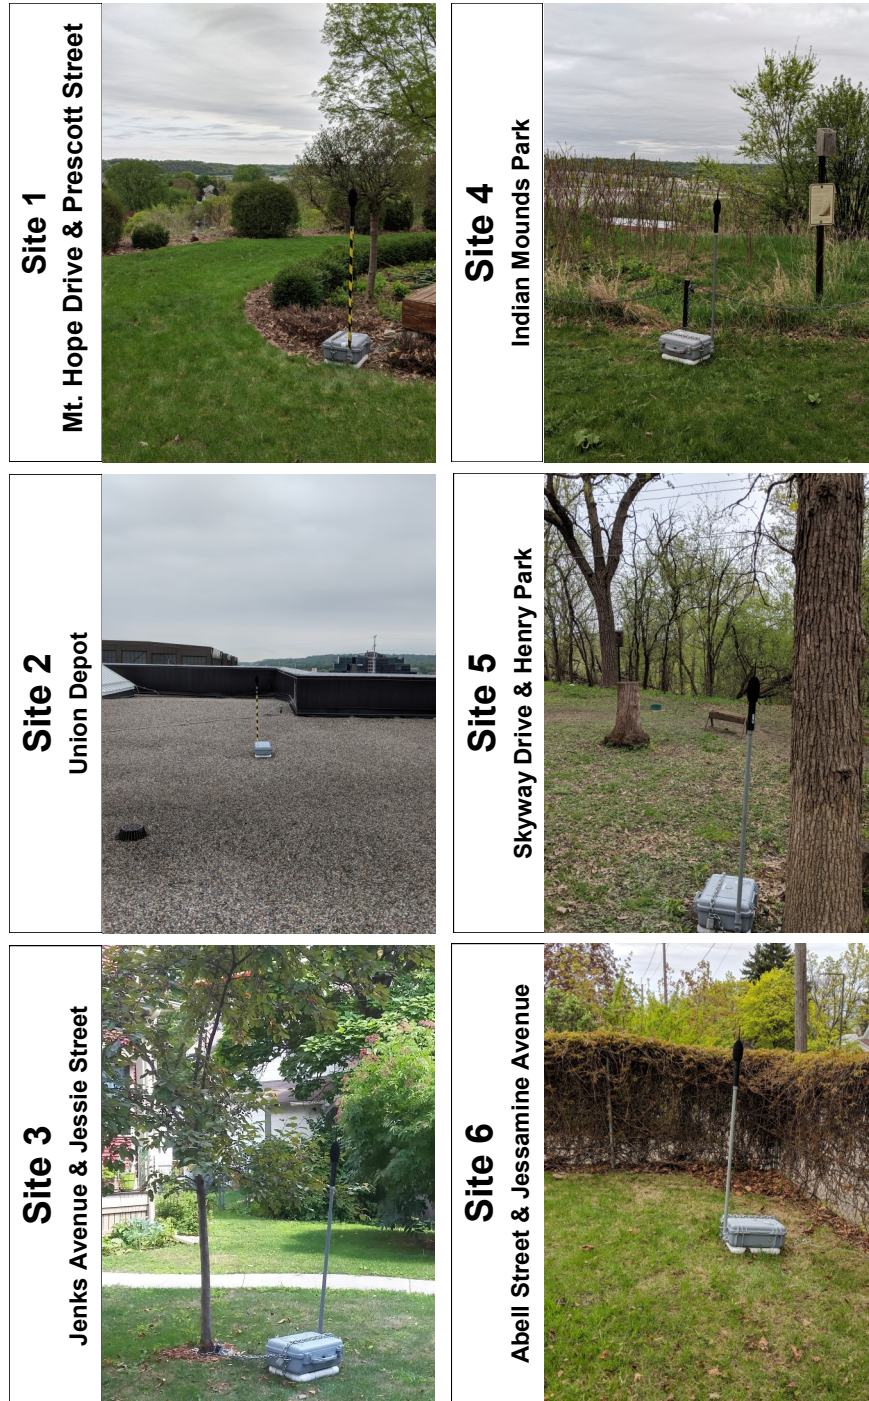 Site 1
Mt. Hope Drive & Prescott Street
Site 4
Indian Mounds Park
Site 2
Union Depot
Site 5
Skyway Drive & Henry Park
Site 3
Jenks Avenue & Jessie Street
Site 6
Abell Street & Jessamine Avenue